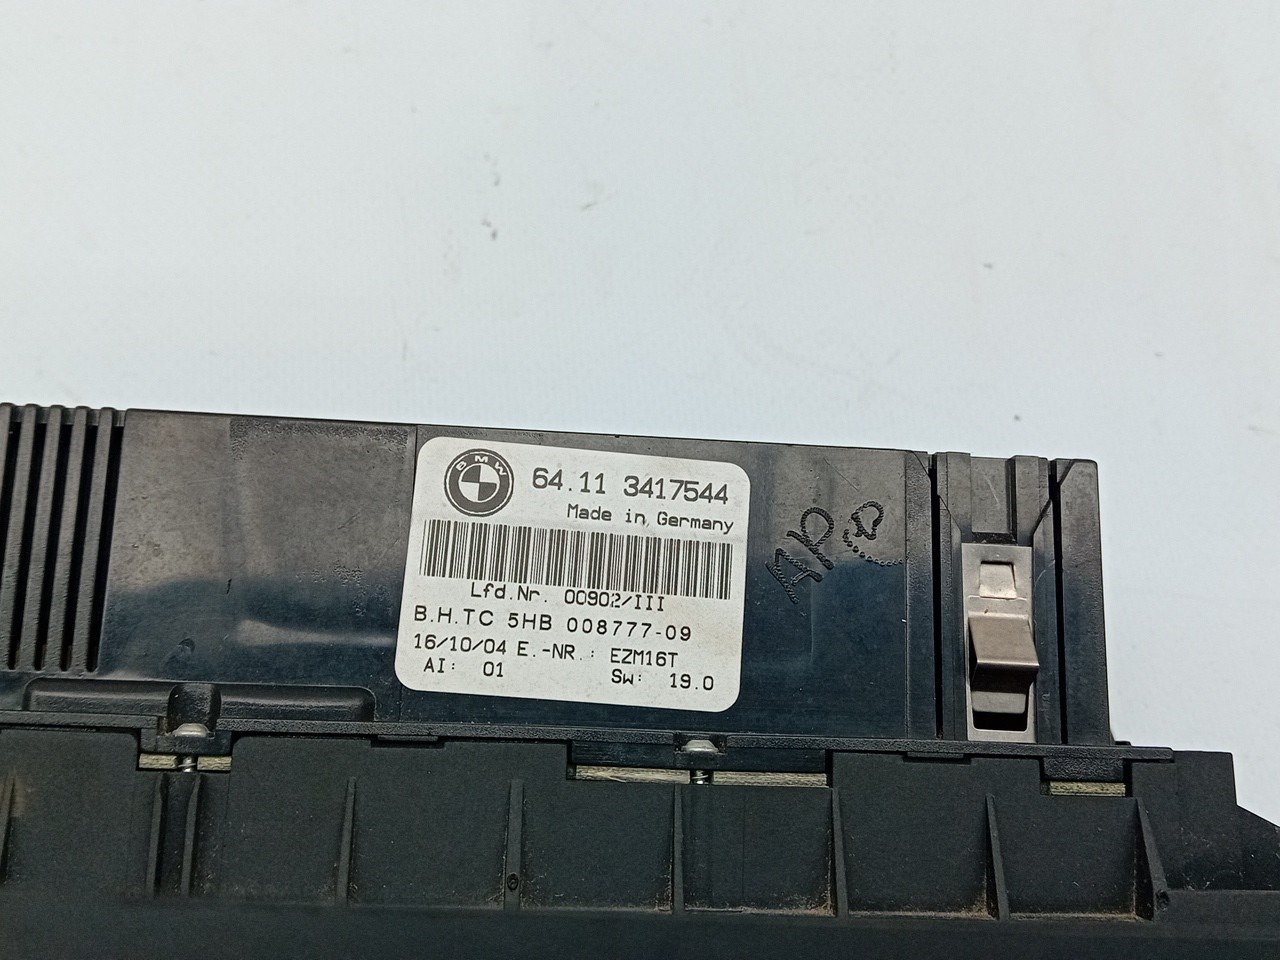 BMW
64.11 3417544
Made in Germany
Lfd.Nr. 00902/III
B.H.TC 5HB 008777-09
16/10/04 E.-NR.: EZM16T
AI: 01 Sw: 19.0